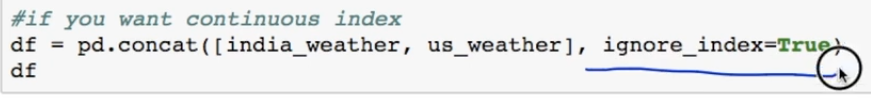 #if you want continuous index
df = pd.concat([india_weather, us_weather], ignore_index=True)
df